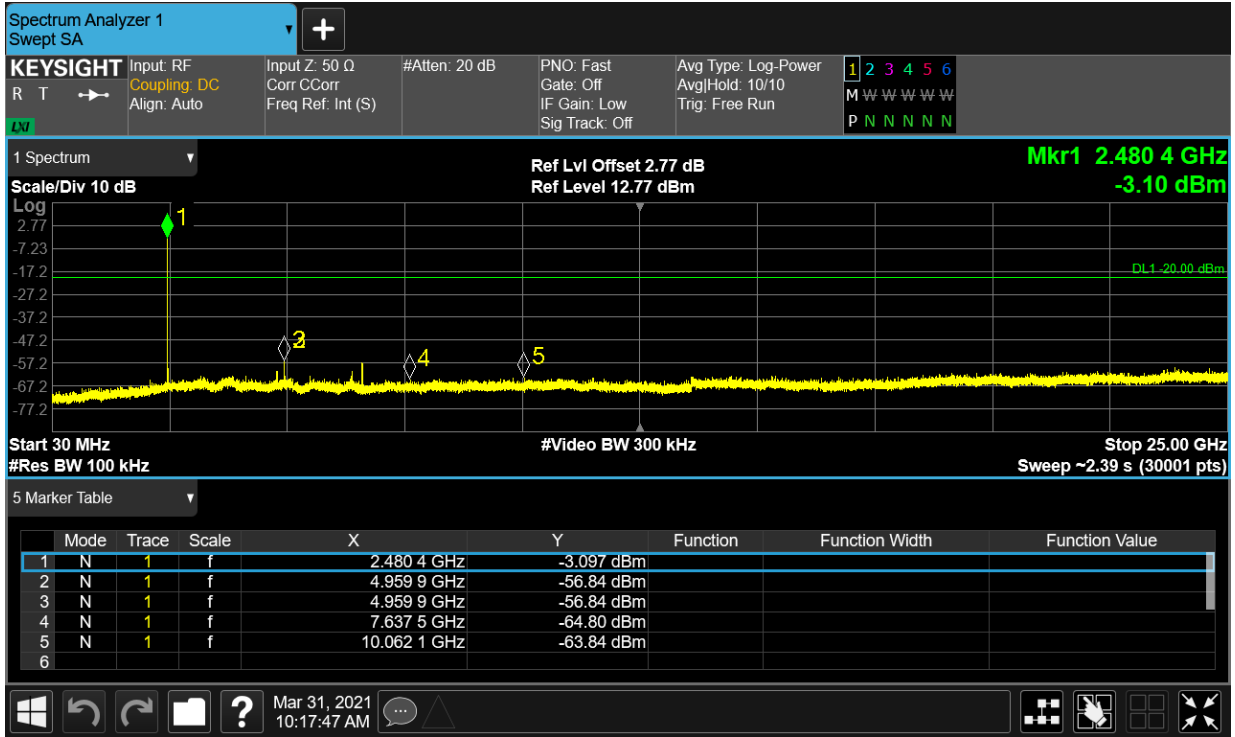 Spectrum Analyzer 1
Swept SA
+
KEYSIGHT Input: RF Input Z: 50 Ω #Atten: 20 dB PNO: Fast Avg Type: Log-Power 1 2 3 4 5 6
R T Coupling: DC Corr CCorr Gate: Off Avg|Hold: 10/10 M W W W W W
Align: Auto Freq Ref: Int (S) IF Gain: Low Trig: Free Run P N N N N N
LXI Sig Track: Off
1 Spectrum
Scale/Div 10 dB
Ref Lvl Offset 2.77 dB
Ref Level 12.77 dBm
Mkr1 2.480 4 GHz
-3.10 dBm
Log
2.77
-7.23
-17.2
-27.2
-37.2
-47.2
-57.2
-67.2
-77.2
DL1 -20.00 dBm
1
3
4
5
Start 30 MHz #Video BW 300 kHz Stop 25.00 GHz
#Res BW 100 kHz Sweep ~2.39 s (30001 pts)
5 Marker Table
Mode Trace Scale X Y Function Function Width Function Value
1 N 1 f 2.480 4 GHz -3.097 dBm
2 N 1 f 4.959 9 GHz -56.84 dBm
3 N 1 f 4.959 9 GHz -56.84 dBm
4 N 1 f 7.637 5 GHz -64.80 dBm
5 N 1 f 10.062 1 GHz -63.84 dBm
6
? Mar 31, 2021
10:17:47 AM